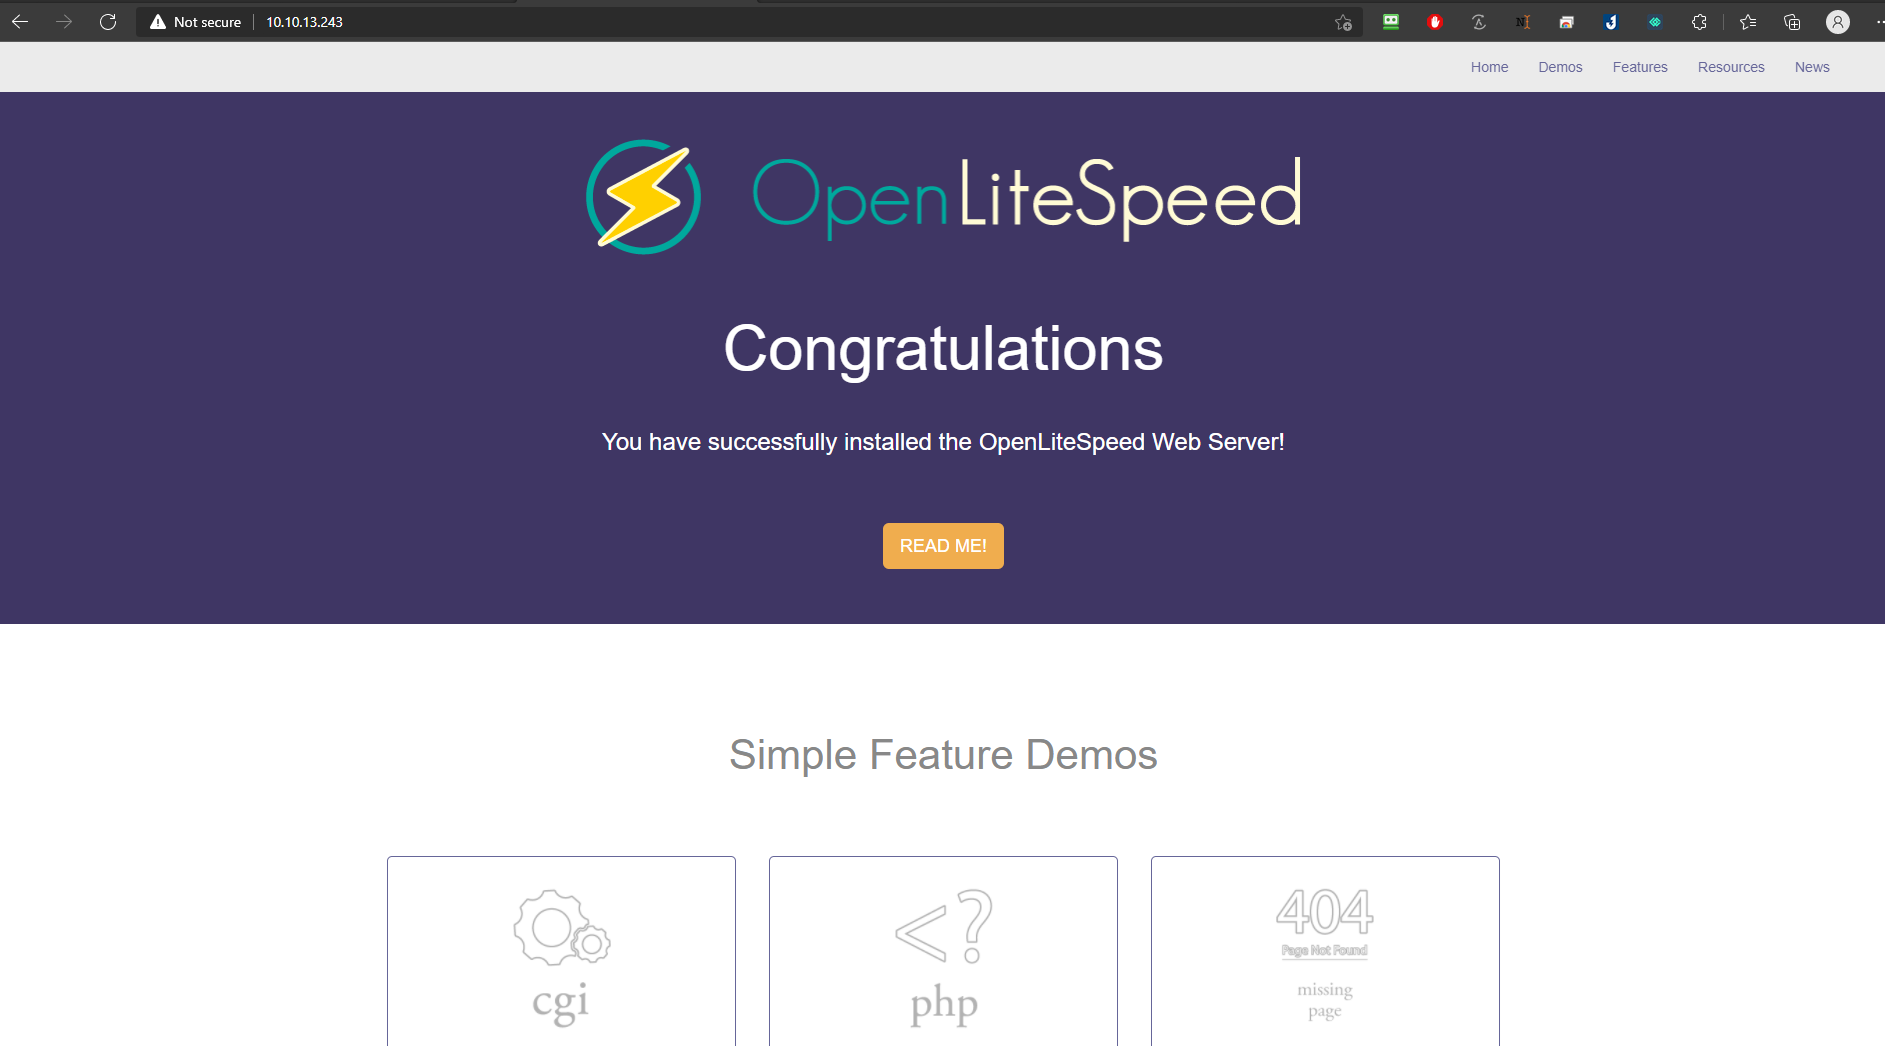 Not secure 10.10.13.243
Home Demos Features Resources News
OpenLiteSpeed
Congratulations
You have successfully installed the OpenLiteSpeed Web Server!
READ ME!
Simple Feature Demos
<? 404
Page Not Found
cgi php missing
page